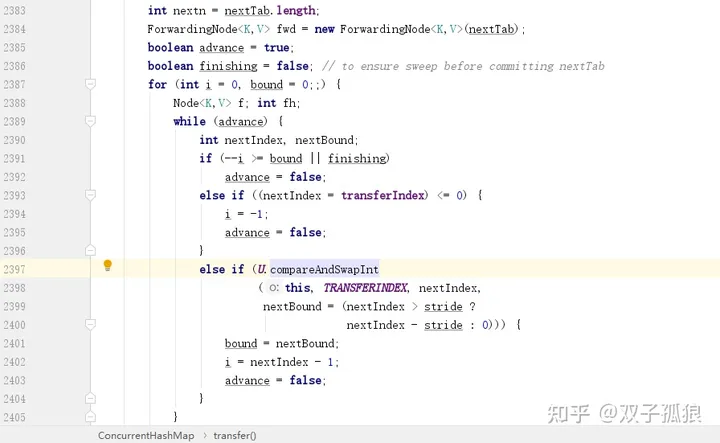 2383 int nextn = nextTab.length;
2384 ForwardingNode<K,V> fwd = new ForwardingNode<K,V>(nextTab);
2385 boolean advance = true;
2386 boolean finishing = false; // to ensure sweep before committing nextTab
2387 for (int i = 0, bound = 0;;) {
2388 Node<K,V> f; int fh;
2389 while (advance) {
2390 int nextIndex, nextBound;
2391 if (--i >= bound || finishing)
2392 advance = false;
2393 else if ((nextIndex = transferIndex) <= 0) {
2394 i = -1;
2395 advance = false;
2396 }
2397 else if (U.compareAndSwapInt
2398 ( o: this, TRANSFERINDEX, nextIndex,
2399 nextBound = (nextIndex > stride ?
2400 nextIndex - stride : 0))) {
2401 bound = nextBound;
2402 i = nextIndex - 1;
2403 advance = false;
2404 }
2405 }
ConcurrentHashMap › transfer()
知乎 @双子孤狼